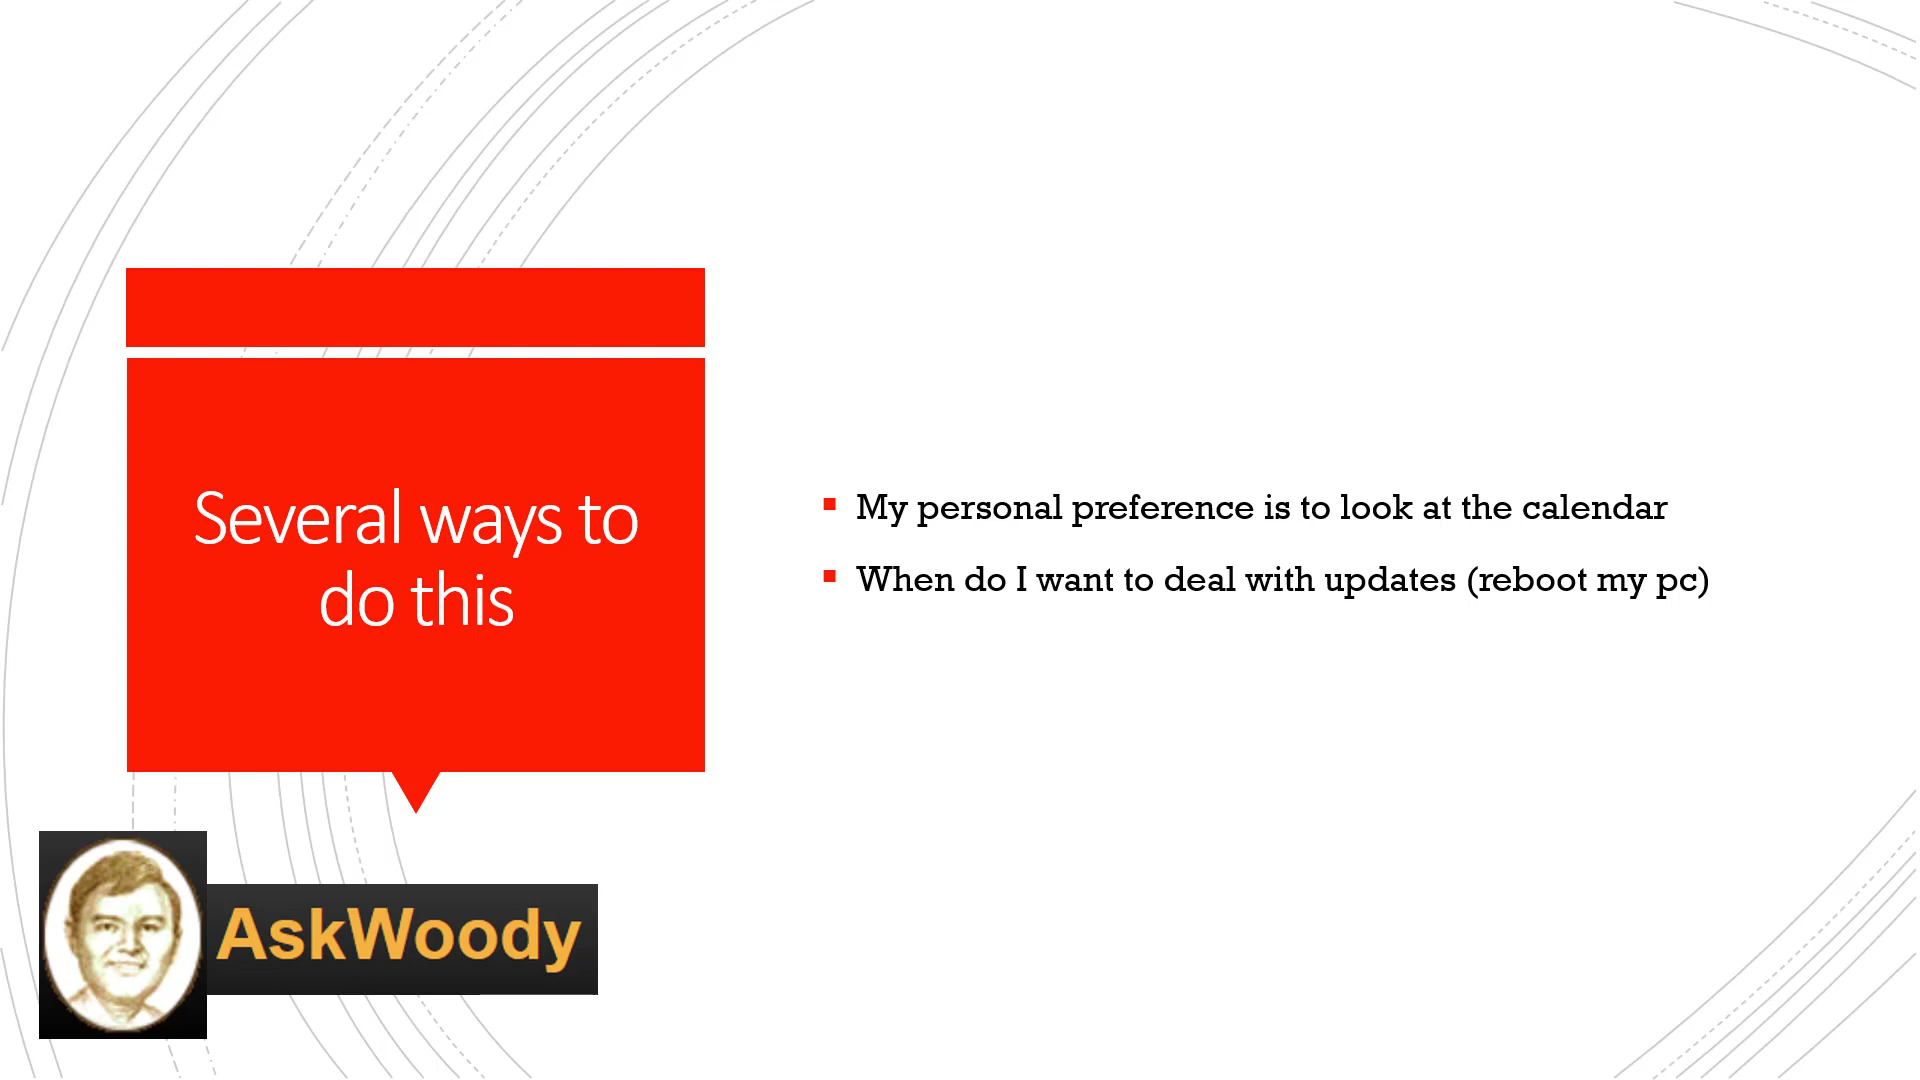 Several ways to
do this
My personal preference is to look at the calendar
When do I want to deal with updates (reboot my pc)
AskWoody